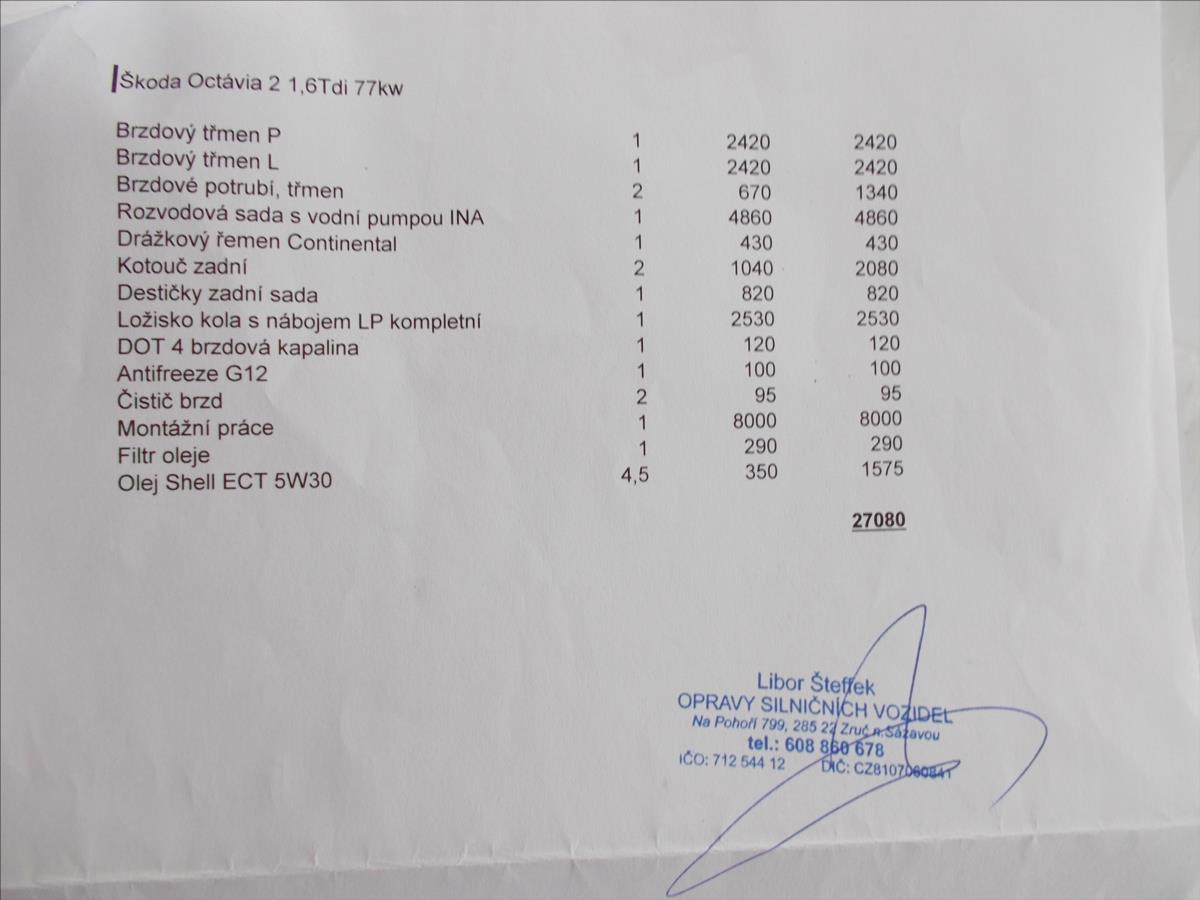 Škoda Octávia 2 1,6Tdi 77kw
Brzdový třmen P 1 2420 2420
Brzdový třmen L 1 2420 2420
Brzdové potrubí, třmen 2 670 1340
Rozvodová sada s vodní pumpou INA 1 4860 4860
Drážkový řemen Continental 1 430 430
Kotouč zadní 2 1040 2080
Destičky zadní sada 1 820 820
Ložisko kola s nábojem LP kompletní 1 2530 2530
DOT 4 brzdová kapalina 1 120 120
Antifreeze G12 1 100 100
Čistič brzd 2 95 95
Montážní práce 1 8000 8000
Filtr oleje 1 290 290
Olej Shell ECT 5W30 4,5 350 1575
27080
Libor Šteffek
OPRAVY SILNIČNÍCH VOZIDEL
Na Pohoří 799, 285 22 Zruč n.Sázavou
tel.: 608 860 678
IČO: 712 544 12 DIČ: